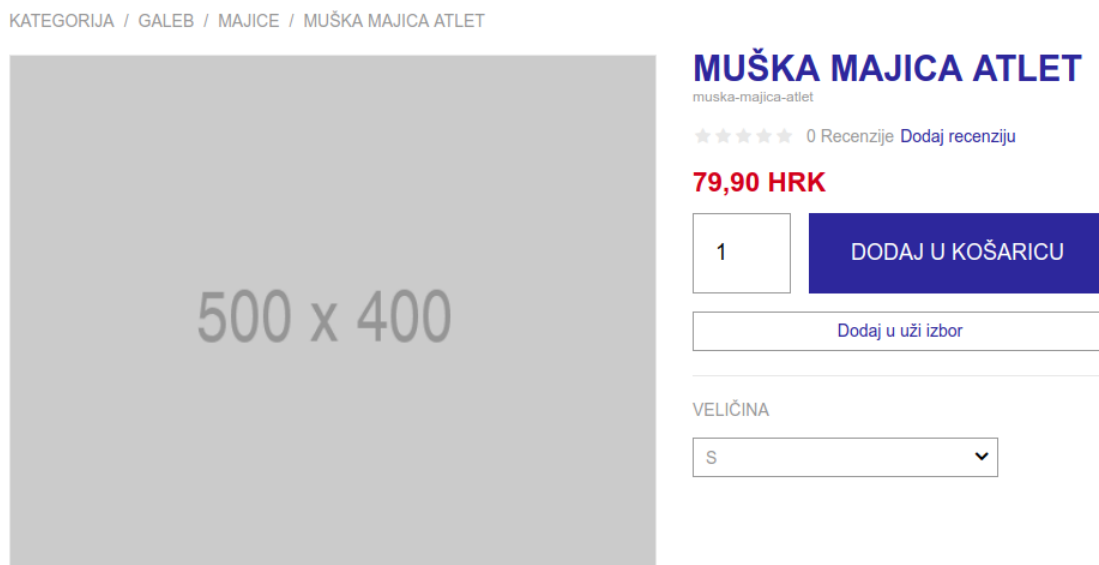 KATEGORIJA / GALEB / MAJICE / MUŠKA MAJICA ATLET
500 x 400
MUŠKA MAJICA ATLET
muska-majica-atlet
0 Recenzije Dodaj recenziju
79,90 HRK
1
DODAJ U KOŠARICU
Dodaj u uži izbor
VELIČINA
S